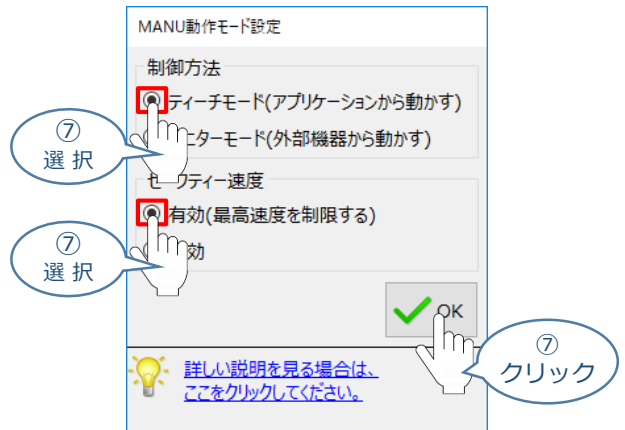 MANU動作モード設定
制御方法
ティーチモード(アプリケーションから動かす)
ニターモード(外部機器から動かす)
⑦
選 択
セ フティー速度
有効(最高速度を制限する)
効
⑦
選 択
OK
⑦
クリック
詳しい説明を見る場合は、
ここをクリックしてください。